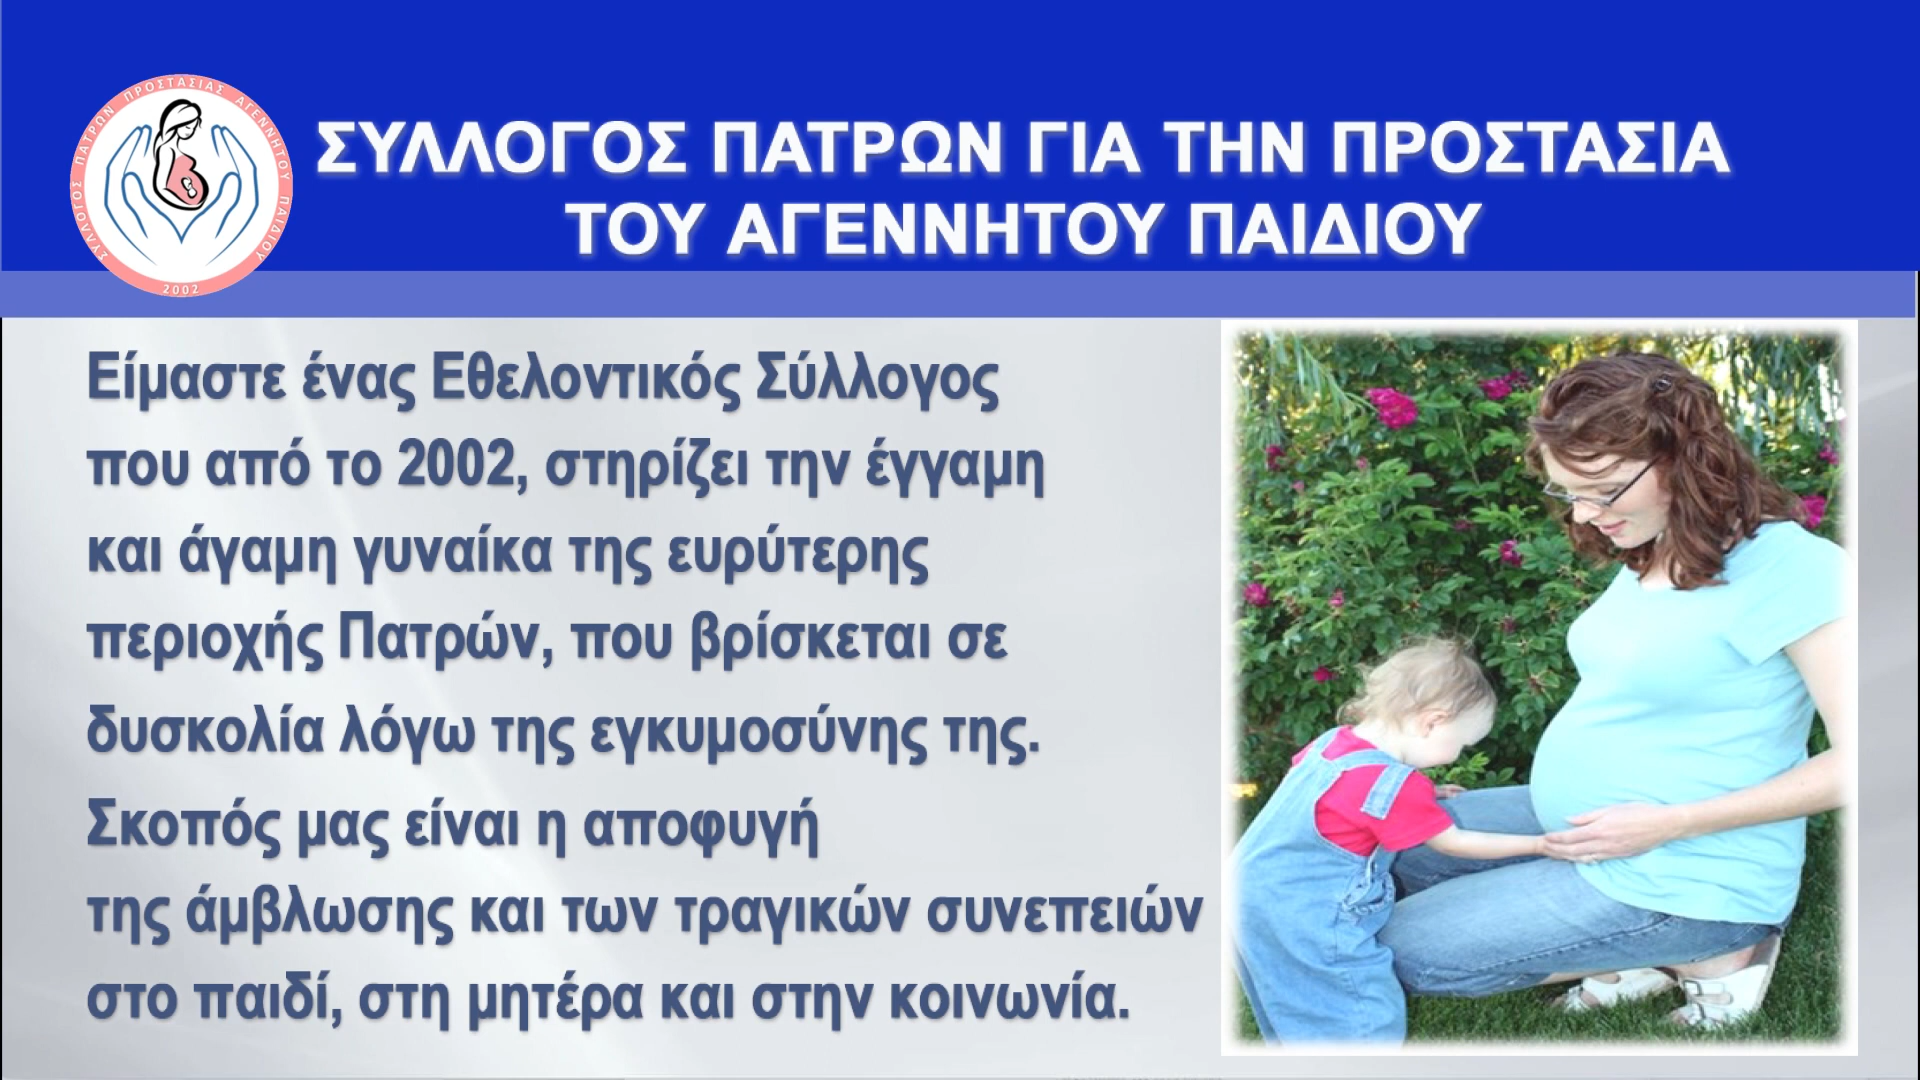 ΣΥΛΛΟΓΟΣ ΠΑΤΡΩΝ ΠΡΟΣΤΑΣΙΑΣ ΑΓΕΝΝΗΤΟΥ ΠΑΙΔΙΟΥ
2002
ΣΥΛΛΟΓΟΣ ΠΑΤΡΩΝ ΓΙΑ ΤΗΝ ΠΡΟΣΤΑΣΙΑ
ΤΟΥ ΑΓΕΝΝΗΤΟΥ ΠΑΙΔΙΟΥ
Είμαστε ένας Εθελοντικός Σύλλογος
που από το 2002, στηρίζει την έγγαμη
και άγαμη γυναίκα της ευρύτερης
περιοχής Πατρών, που βρίσκεται σε
δυσκολία λόγω της εγκυμοσύνης της.
Σκοπός μας είναι η αποφυγή
της άμβλωσης και των τραγικών συνεπειών
στο παιδί, στη μητέρα και στην κοινωνία.